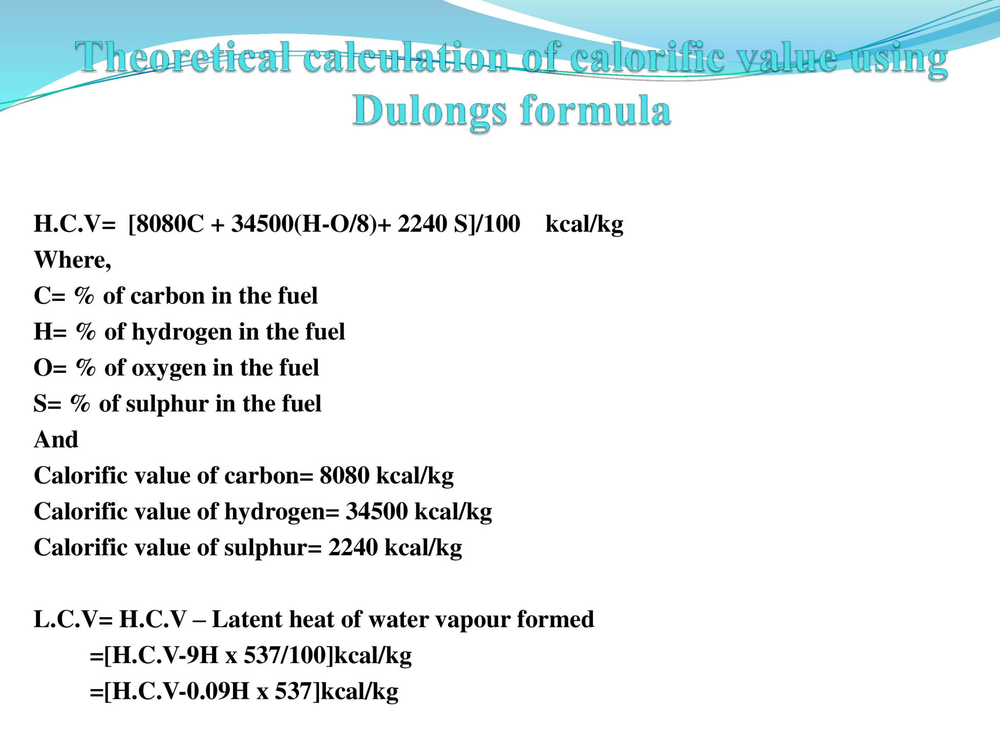 Theoretical calculation of calorific value using
Dulongs formula
H.C.V= [8080C + 34500(H-O/8)+ 2240 S]/100 kcal/kg
Where,
C= % of carbon in the fuel
H= % of hydrogen in the fuel
O= % of oxygen in the fuel
S= % of sulphur in the fuel
And
Calorific value of carbon= 8080 kcal/kg
Calorific value of hydrogen= 34500 kcal/kg
Calorific value of sulphur= 2240 kcal/kg
L.C.V= H.C.V – Latent heat of water vapour formed
=[H.C.V-9H x 537/100]kcal/kg
=[H.C.V-0.09H x 537]kcal/kg